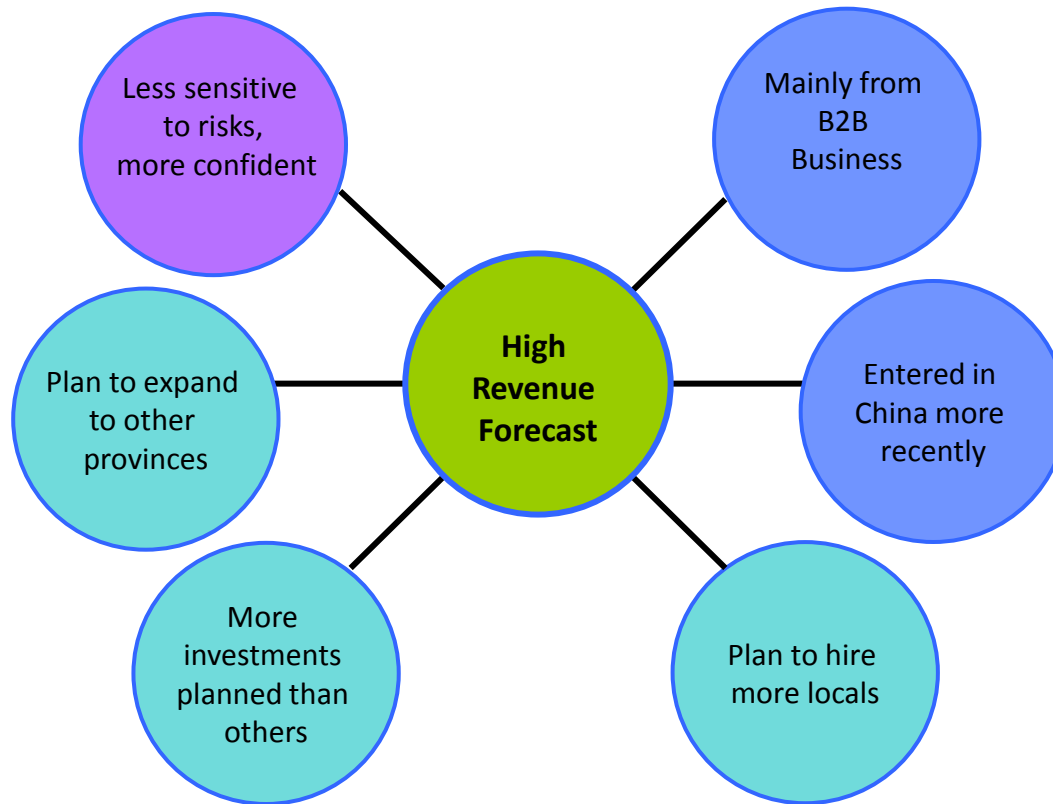 Less sensitive
to risks,
more confident
Mainly from
B2B
Business
High
Revenue
Forecast
Plan to expand
to other
provinces
Entered in
China more
recently
More
investments
planned than
others
Plan to hire
more locals